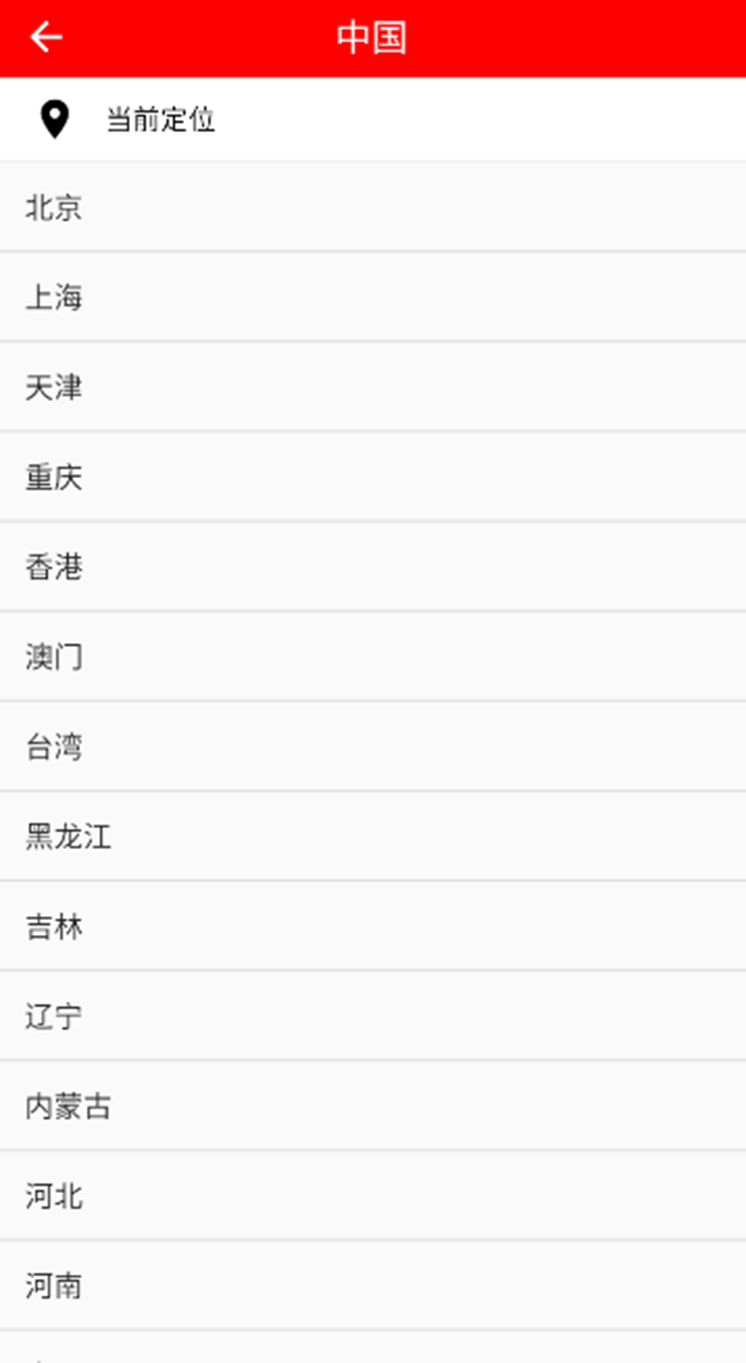 中国
当前定位
北京
上海
天津
重庆
香港
澳门
台湾
黑龙江
吉林
辽宁
内蒙古
河北
河南